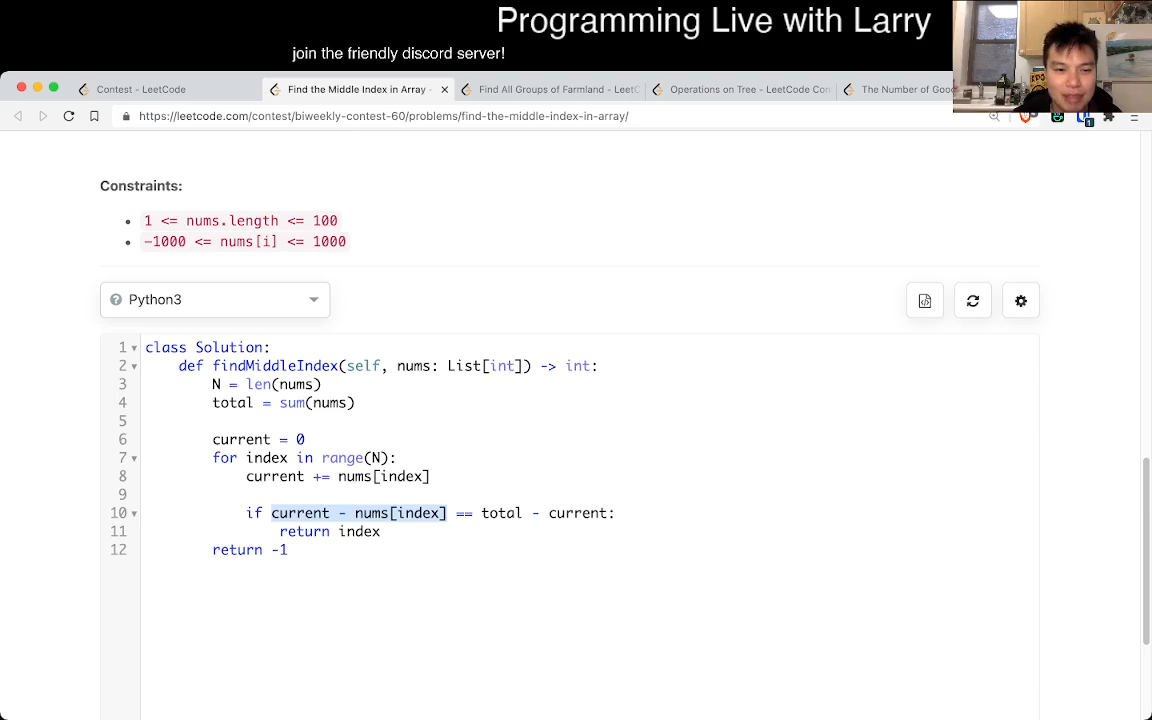 Programming Live with Larry
join the friendly discord server!
Contest - LeetCode
Find the Middle Index in Array -
Find All Groups of Farmland - LeetC
Operations on Tree - LeetCode Con
The Number of Good
https://leetcode.com/contest/biweekly-contest-60/problems/find-the-middle-index-in-array/
1
Constraints:
1 <= nums.length <= 100
-1000 <= nums[i] <= 1000
Python3
1 class Solution:
2 def findMiddleIndex(self, nums: List[int]) -> int:
3 N = len(nums)
4 total = sum(nums)
5
6 current = 0
7 for index in range(N):
8 current += nums[index]
9
10 if current - nums[index] == total - current:
11 return index
12 return -1